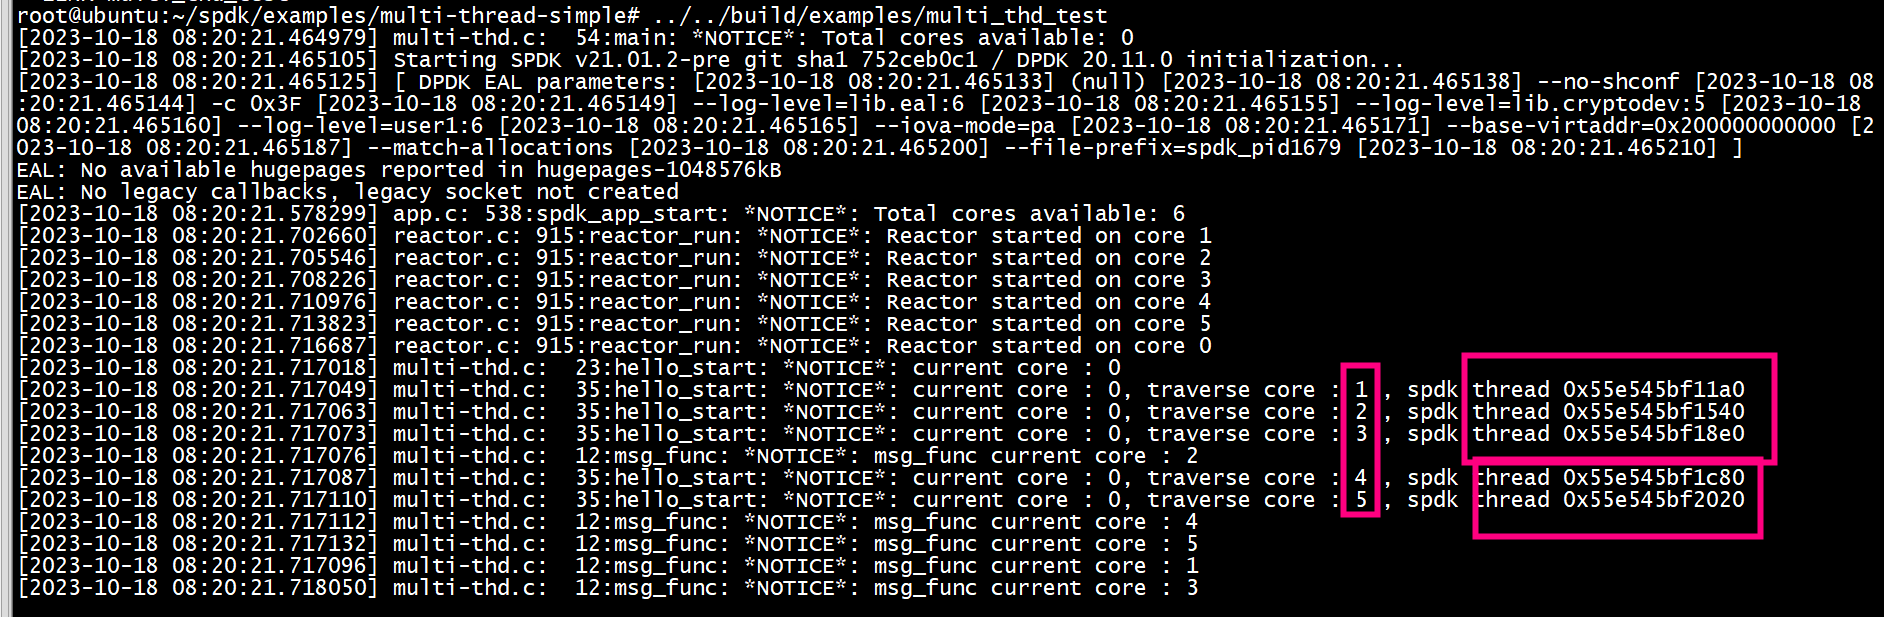 root@ubuntu:~/spdk/examples/multi-thread-simple# ../../build/examples/multi_thd_test
[2023-10-18 08:20:21.464979] multi-thd.c:  54:main: *NOTICE*: Total cores available: 0
[2023-10-18 08:20:21.465105] Starting SPDK v21.01.2-pre git sha1 752ceb0c1 / DPDK 20.11.0 initialization...
[2023-10-18 08:20:21.465125] [ DPDK EAL parameters: [2023-10-18 08:20:21.465133] (null) [2023-10-18 08:20:21.465138] --no-shconf [2023-10-18 08
:20:21.465144] -c 0x3F [2023-10-18 08:20:21.465149] --log-level=lib.eal:6 [2023-10-18 08:20:21.465155] --log-level=lib.cryptodev:5 [2023-10-18
08:20:21.465160] --log-level=user1:6 [2023-10-18 08:20:21.465165] --iova-mode=pa [2023-10-18 08:20:21.465171] --base-virtaddr=0x200000000000 [2
023-10-18 08:20:21.465187] --match-allocations [2023-10-18 08:20:21.465200] --file-prefix=spdk_pid1679 [2023-10-18 08:20:21.465210] ]
EAL: No available hugepages reported in hugepages-1048576kB
EAL: No legacy callbacks, legacy socket not created
[2023-10-18 08:20:21.578299] app.c: 538:spdk_app_start: *NOTICE*: Total cores available: 6
[2023-10-18 08:20:21.702660] reactor.c: 915:reactor_run: *NOTICE*: Reactor started on core 1
[2023-10-18 08:20:21.705546] reactor.c: 915:reactor_run: *NOTICE*: Reactor started on core 2
[2023-10-18 08:20:21.708226] reactor.c: 915:reactor_run: *NOTICE*: Reactor started on core 3
[2023-10-18 08:20:21.710976] reactor.c: 915:reactor_run: *NOTICE*: Reactor started on core 4
[2023-10-18 08:20:21.713823] reactor.c: 915:reactor_run: *NOTICE*: Reactor started on core 5
[2023-10-18 08:20:21.716687] reactor.c: 915:reactor_run: *NOTICE*: Reactor started on core 0
[2023-10-18 08:20:21.717018] multi-thd.c:  23:hello_start: *NOTICE*: current core : 0
[2023-10-18 08:20:21.717049] multi-thd.c:  35:hello_start: *NOTICE*: current core : 0, traverse core : 1 , spdk thread 0x55e545bf11a0
[2023-10-18 08:20:21.717063] multi-thd.c:  35:hello_start: *NOTICE*: current core : 0, traverse core : 2 , spdk thread 0x55e545bf1540
[2023-10-18 08:20:21.717073] multi-thd.c:  35:hello_start: *NOTICE*: current core : 0, traverse core : 3 , spdk thread 0x55e545bf18e0
[2023-10-18 08:20:21.717076] multi-thd.c:  12:msg_func: *NOTICE*: msg_func current core : 2
[2023-10-18 08:20:21.717087] multi-thd.c:  35:hello_start: *NOTICE*: current core : 0, traverse core : 4 , spdk thread 0x55e545bf1c80
[2023-10-18 08:20:21.717110] multi-thd.c:  35:hello_start: *NOTICE*: current core : 0, traverse core : 5 , spdk thread 0x55e545bf2020
[2023-10-18 08:20:21.717112] multi-thd.c:  12:msg_func: *NOTICE*: msg_func current core : 4
[2023-10-18 08:20:21.717132] multi-thd.c:  12:msg_func: *NOTICE*: msg_func current core : 5
[2023-10-18 08:20:21.717096] multi-thd.c:  12:msg_func: *NOTICE*: msg_func current core : 1
[2023-10-18 08:20:21.718050] multi-thd.c:  12:msg_func: *NOTICE*: msg_func current core : 3